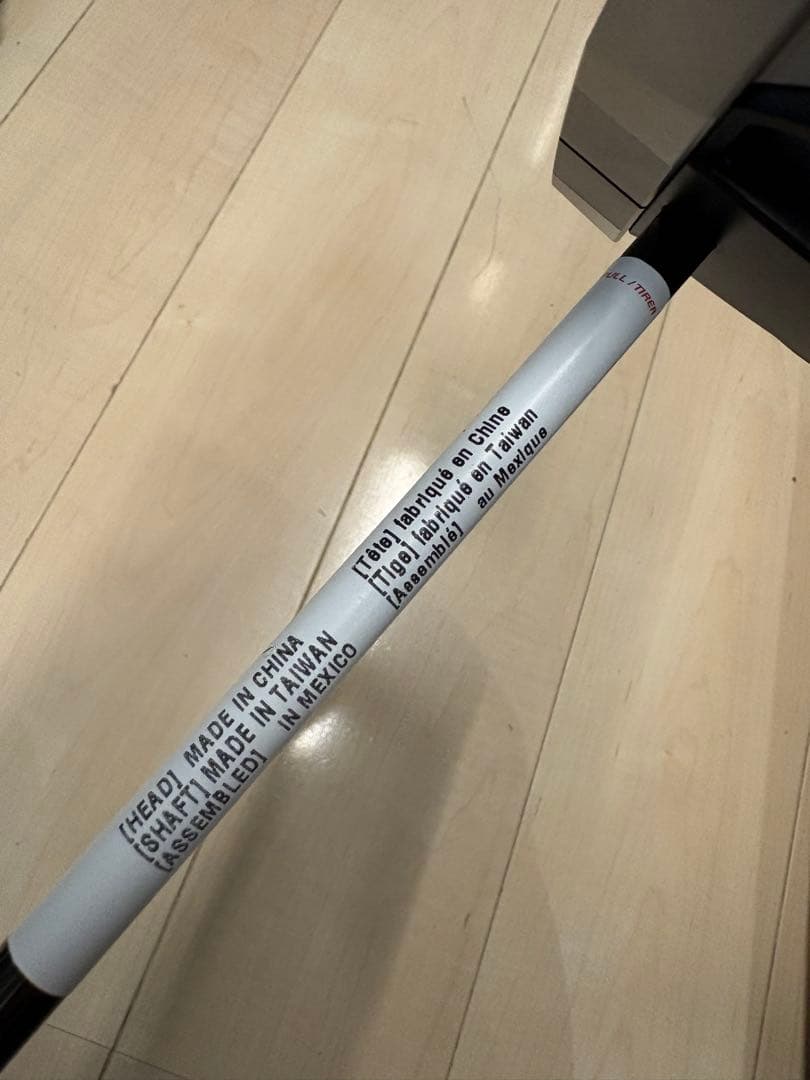 [HEAD] MADE IN CHINA
[SHAFT] MADE IN TAIWAN
[ASSEMBLED] IN MEXICO
[Tête] fabriqué en Chine
[Tige] fabriqué en Taiwan
[Assemblé] au Mexique
/TIRER